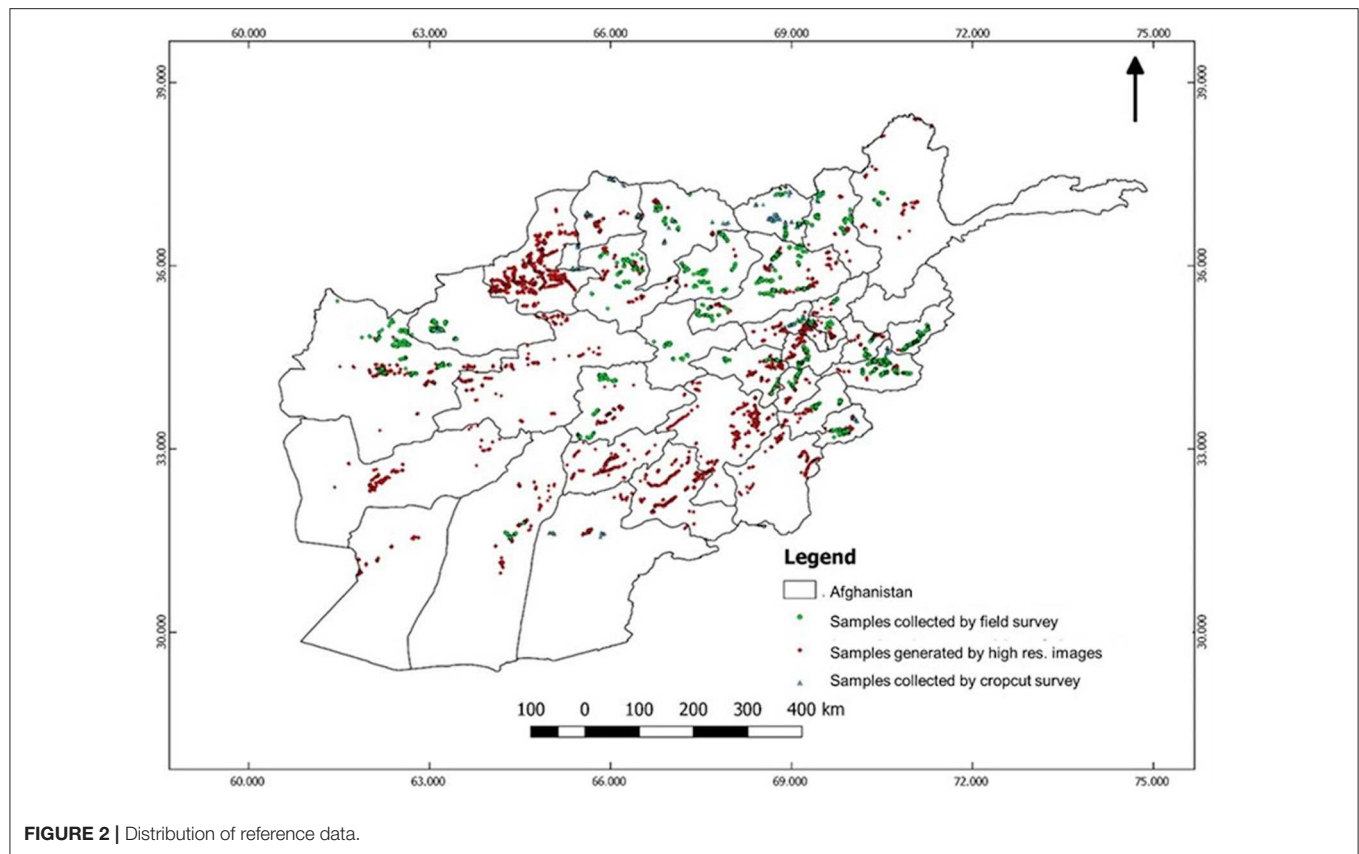 60.000 63.000 66.000 69.000 72.000 75.000
39.000 39.000
36.000 36.000
33.000 33.000
30.000 30.000
Legend
Afghanistan
Samples collected by field survey
Samples generated by high res. images
Samples collected by cropcut survey
100 0 100 200 300 400 km
60.000 63.000 66.000 69.000 72.000 75.000
FIGURE 2 | Distribution of reference data.